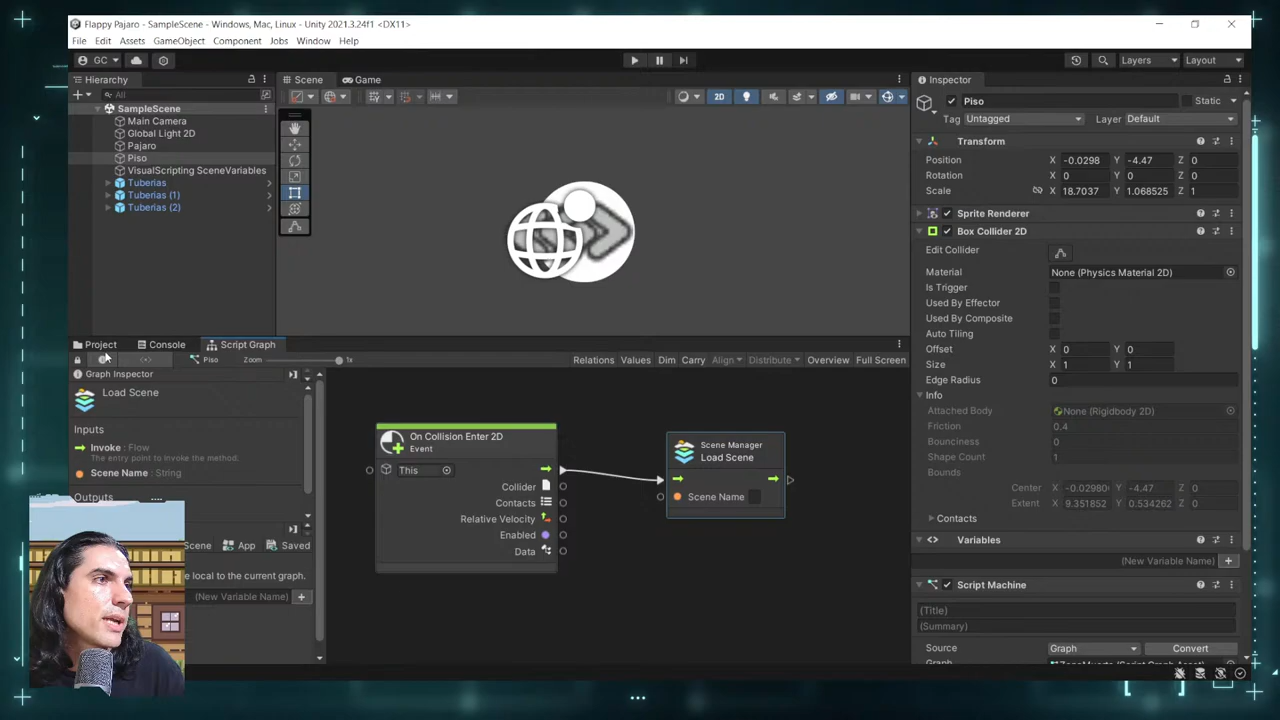 Flappy Pajaro - SampleScene - Windows, Mac, Linux - Unity 2021.3.24f1 <DX11>
File Edit Assets GameObject Component Jobs Window Help
GC
Layers
Layout
Hierarchy
All
SampleScene
Main Camera
Global Light 2D
Pajaro
Piso
VisualScripting SceneVariables
Tuberias
Tuberias (1)
Tuberias (2)
Scene Game
2D
Project Console Script Graph
Piso Zoom 1x Relations Values Dim Carry Align Distribute Overview Full Screen
Graph Inspector
Load Scene
Inputs
Invoke: Flow
The entry point to invoke the method.
Scene Name: String
Outputs
Scene App Saved
e local to the current graph.
(New Variable Name)
On Collision Enter 2D
Event
This
Collider
Contacts
Relative Velocity
Enabled
Data
Scene Manager
Load Scene
Scene Name
Inspector
Piso Static
Tag Untagged Layer Default
Transform
Position X -0.0298 Y -4.47 Z 0
Rotation X 0 Y 0 Z 0
Scale X 18.7037 Y 1.068525 Z 1
Sprite Renderer
Box Collider 2D
Edit Collider
Material None (Physics Material 2D)
Is Trigger
Used By Effector
Used By Composite
Auto Tiling
Offset X 0 Y 0
Size X 1 Y 1
Edge Radius 0
Info
Attached Body None (Rigidbody 2D)
Friction 0.4
Bounciness 0
Shape Count 1
Bounds
Center X -0.02980 Y -4.47 Z 0
Extent X 9.351852 Y 0.534262 Z 0
Contacts
Variables
(New Variable Name)
Script Machine
(Title)
(Summary)
Source Graph Convert